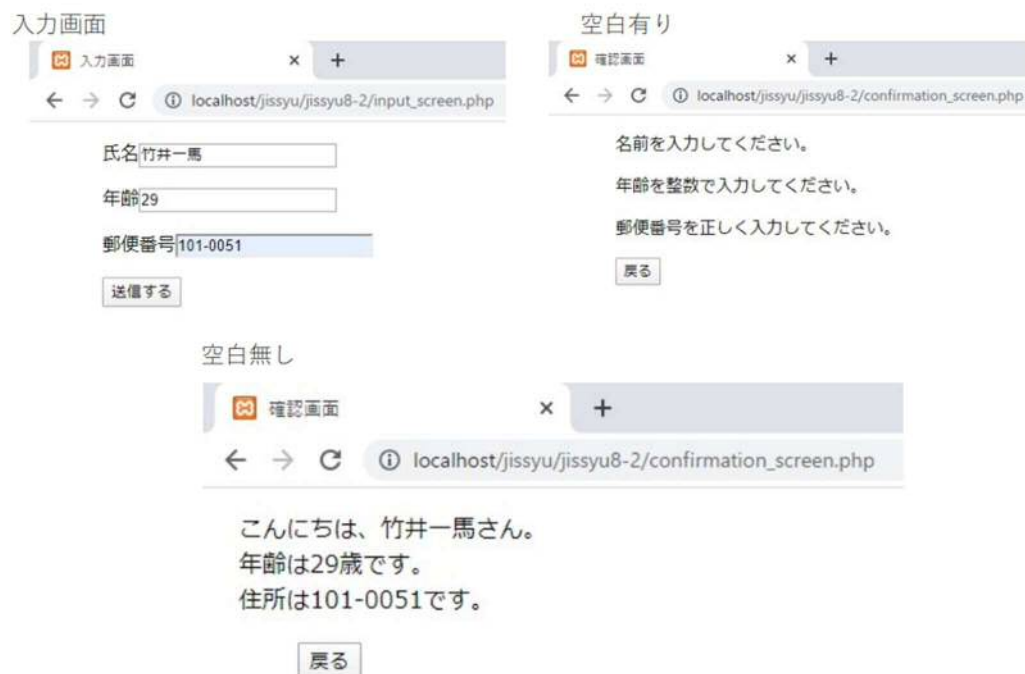 入力画面
入力画面
localhost/jissyu/jissyu8-2/input_screen.php
氏名竹井一馬
年齢29
郵便番号101-0051
送信する
空白有り
確認画面
localhost/jissyu/jissyu8-2/confirmation_screen.php
名前を入力してください。
年齢を整数で入力してください。
郵便番号を正しく入力してください。
戻る
空白無し
確認画面
localhost/jissyu/jissyu8-2/confirmation_screen.php
こんにちは、竹井一馬さん。
年齢は29歳です。
住所は101-0051です。
戻る